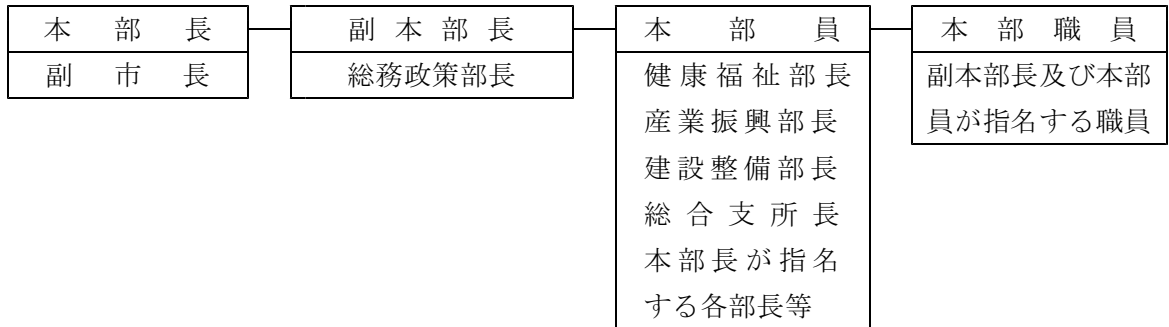 本部長
副市長
副本部長
総務政策部長
本部員
健康福祉部長
産業振興部長
建設整備部長
総合支所長
本部長が指名
する各部長等
本部職員
副本部長及び本部
員が指名する職員